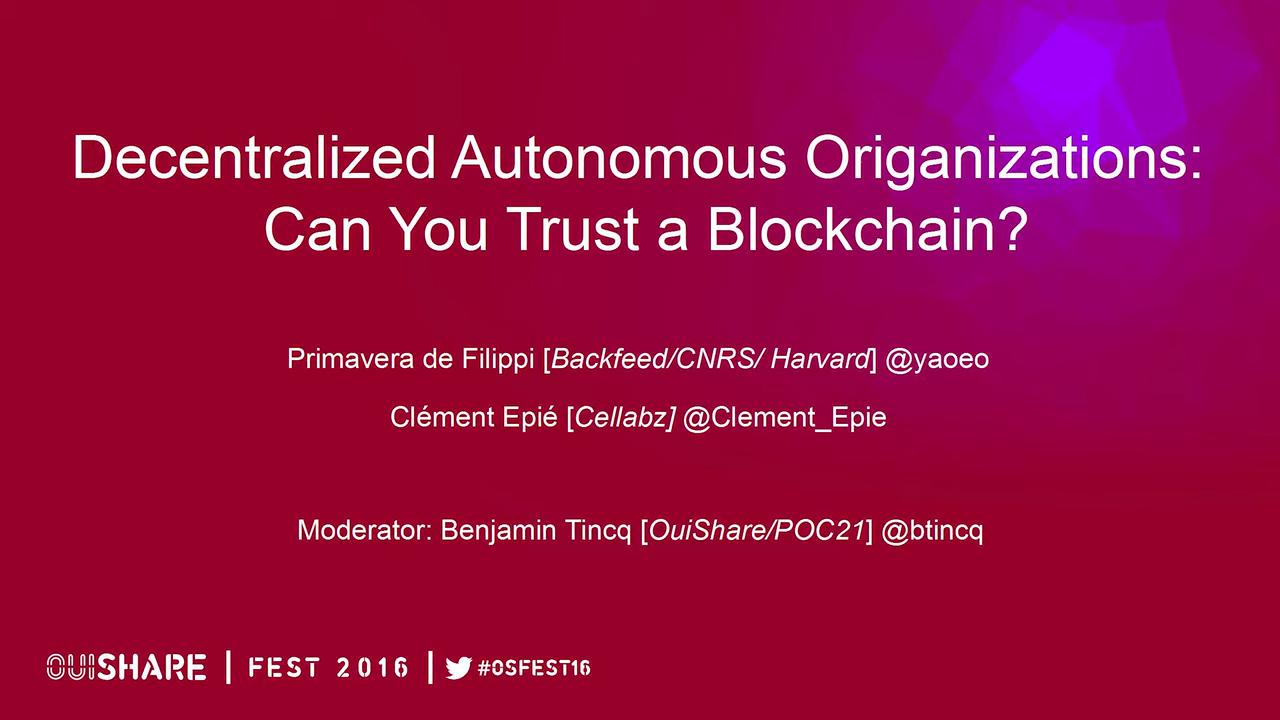 Decentralized Autonomous Origanizations:
Can You Trust a Blockchain?
Primavera de Filippi [Backfeed/CNRS/ Harvard] @yaoeo
Clément Epié [Cellabz] @Clement_Epie
Moderator: Benjamin Tincq [OuiShare/POC21] @btincq
OUISHARE | FEST 2016 | #OSFEST16